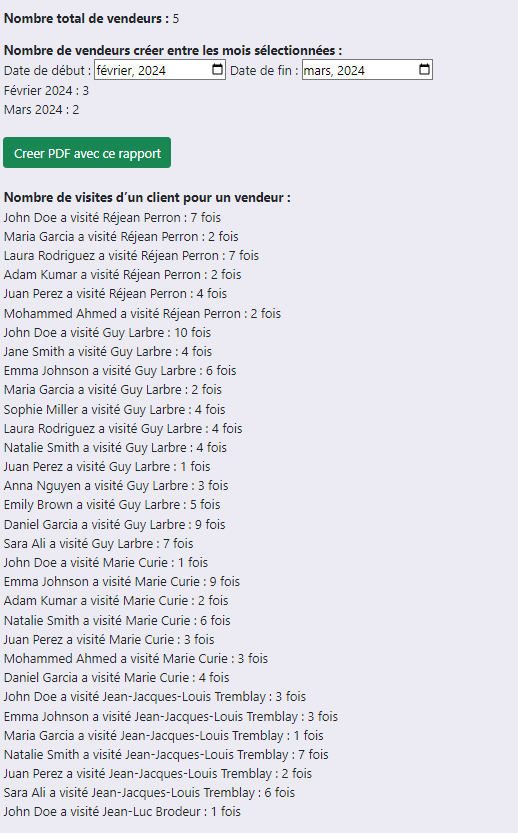 Nombre total de vendeurs : 5
Nombre de vendeurs créer entre les mois sélectionnées :
Date de début : février, 2024 Date de fin : mars, 2024
Février 2024 : 3
Mars 2024 : 2
Creer PDF avec ce rapport
Nombre de visites d'un client pour un vendeur :
John Doe a visité Réjean Perron : 7 fois
Maria Garcia a visité Réjean Perron : 2 fois
Laura Rodriguez a visité Réjean Perron : 7 fois
Adam Kumar a visité Réjean Perron : 2 fois
Juan Perez a visité Réjean Perron : 4 fois
Mohammed Ahmed a visité Réjean Perron : 2 fois
John Doe a visité Guy Larbre : 10 fois
Jane Smith a visité Guy Larbre : 4 fois
Emma Johnson a visité Guy Larbre : 6 fois
Maria Garcia a visité Guy Larbre : 2 fois
Sophie Miller a visité Guy Larbre : 4 fois
Laura Rodriguez a visité Guy Larbre : 4 fois
Natalie Smith a visité Guy Larbre : 4 fois
Juan Perez a visité Guy Larbre : 1 fois
Anna Nguyen a visité Guy Larbre : 3 fois
Emily Brown a visité Guy Larbre : 5 fois
Daniel Garcia a visité Guy Larbre : 9 fois
Sara Ali a visité Guy Larbre : 7 fois
John Doe a visité Marie Curie : 1 fois
Emma Johnson a visité Marie Curie : 9 fois
Adam Kumar a visité Marie Curie : 2 fois
Natalie Smith a visité Marie Curie : 6 fois
Juan Perez a visité Marie Curie : 3 fois
Mohammed Ahmed a visité Marie Curie : 3 fois
Daniel Garcia a visité Marie Curie : 4 fois
John Doe a visité Jean-Jacques-Louis Tremblay : 3 fois
Emma Johnson a visité Jean-Jacques-Louis Tremblay : 3 fois
Maria Garcia a visité Jean-Jacques-Louis Tremblay : 1 fois
Natalie Smith a visité Jean-Jacques-Louis Tremblay : 7 fois
Juan Perez a visité Jean-Jacques-Louis Tremblay : 2 fois
Sara Ali a visité Jean-Jacques-Louis Tremblay : 6 fois
John Doe a visité Jean-Luc Brodeur : 1 fois